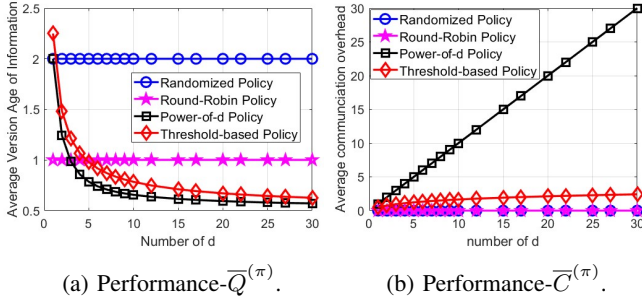 2.5
2
1.5
1
0.5
0 5 10 15 20 25 30
Average Version Age of Information
Number of d
Randomized Policy
Round-Robin Policy
Power-of-d Policy
Threshold-based Policy
(a) Performance-Q̅^(π).
30
25
20
15
10
5
0
0 5 10 15 20 25 30
Average communciation overhead
number of d
Randomized Policy
Round-Robin Policy
Power-of-d Policy
Threshold-based Policy
(b) Performance-C̅^(π).